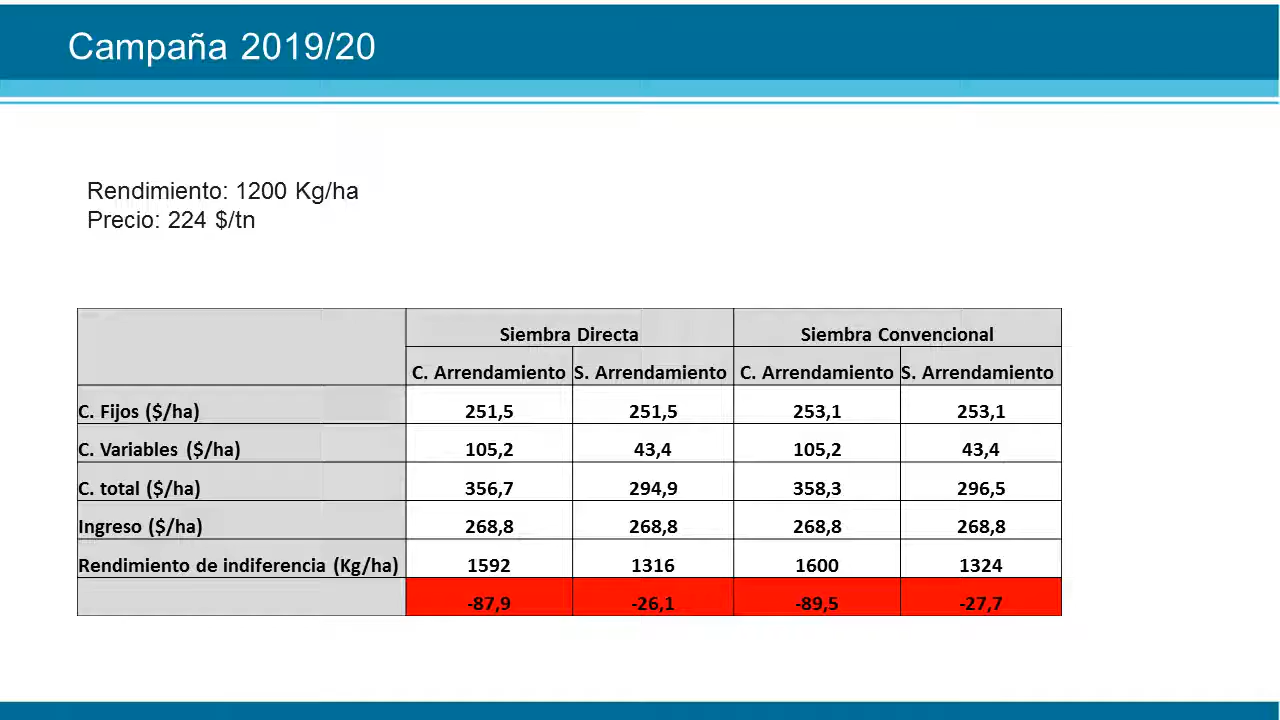 Campaña 2019/20
Rendimiento: 1200 Kg/ha
Precio: 224 $/tn
Siembra Directa Siembra Convencional
C. Arrendamiento S. Arrendamiento C. Arrendamiento S. Arrendamiento
C. Fijos ($/ha) 251,5 251,5 253,1 253,1
C. Variables ($/ha) 105,2 43,4 105,2 43,4
C. total ($/ha) 356,7 294,9 358,3 296,5
Ingreso ($/ha) 268,8 268,8 268,8 268,8
Rendimiento de indiferencia (Kg/ha) 1592 1316 1600 1324
-87,9 -26,1 -89,5 -27,7